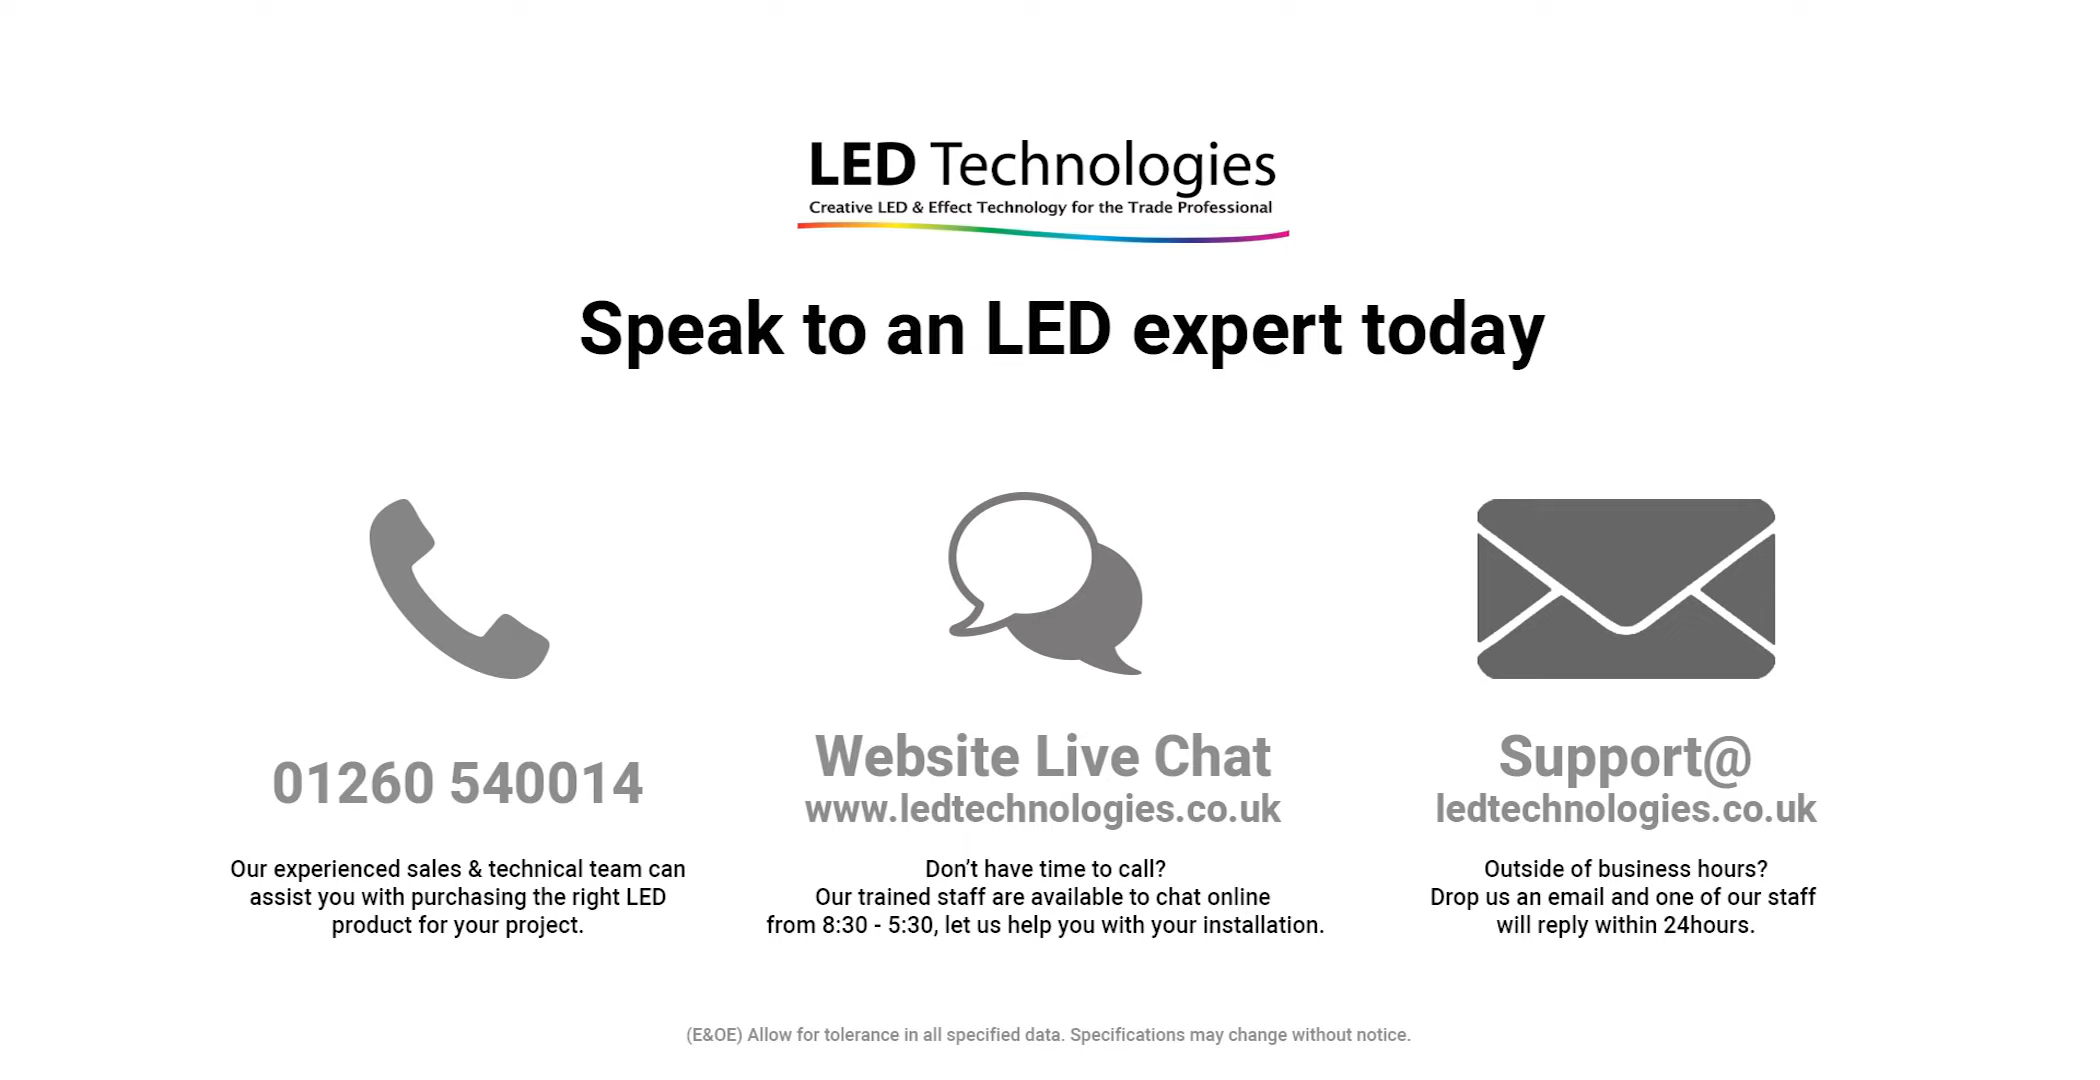 LED Technologies
Creative LED & Effect Technology for the Trade Professional
Speak to an LED expert today
01260 540014
Our experienced sales & technical team can
assist you with purchasing the right LED
product for your project.
Website Live Chat
www.ledtechnologies.co.uk
Don’t have time to call?
Our trained staff are available to chat online
from 8:30 - 5:30, let us help you with your installation.
Support@
ledtechnologies.co.uk
Outside of business hours?
Drop us an email and one of our staff
will reply within 24hours.
(E&OE) Allow for tolerance in all specified data. Specifications may change without notice.